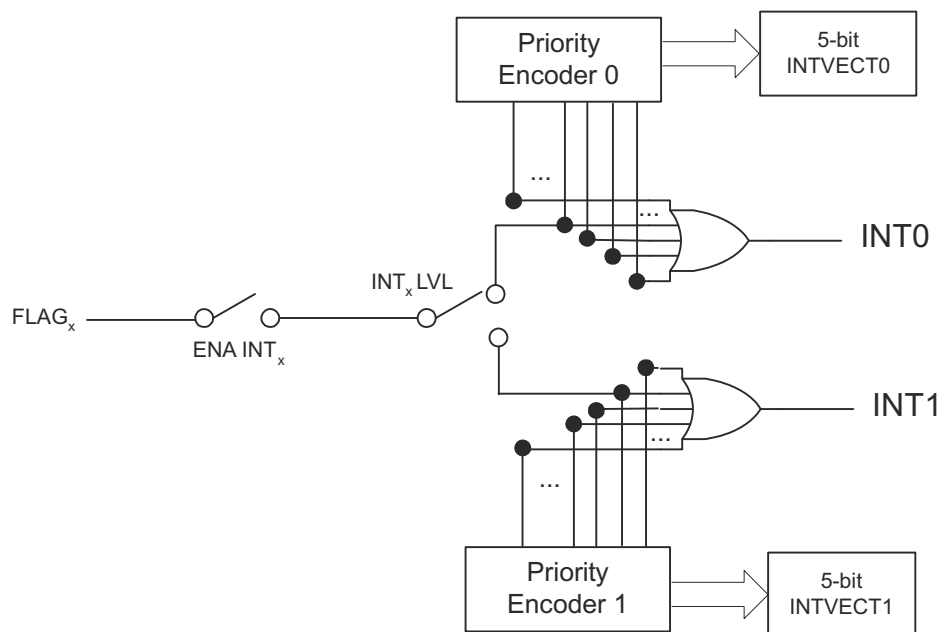 Priority
Encoder 0
5-bit
INTVECT0
...
...
INT0
INTx LVL
FLAGx
ENA INTx
INT1
...
...
Priority
Encoder 1
5-bit
INTVECT1